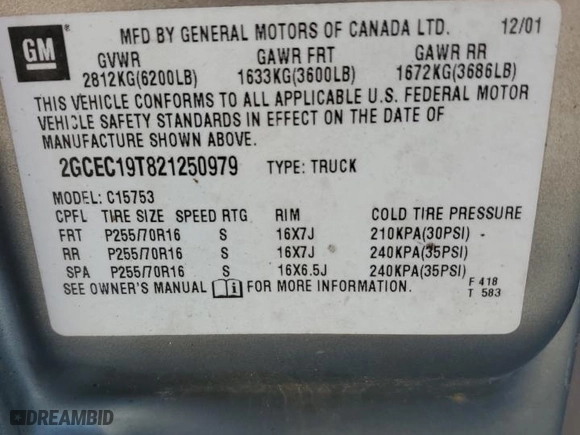 GM
MFD BY GENERAL MOTORS OF CANADA LTD. 12/01
GVWR GAWR FRT GAWR RR
2812KG(6200LB) 1633KG(3600LB) 1672KG(3686LB)
THIS VEHICLE CONFORMS TO ALL APPLICABLE U.S. FEDERAL MOTOR
VEHICLE SAFETY STANDARDS IN EFFECT ON THE DATE OF
MANUFACTURE SHOWN ABOVE.
2GCEC19T821250979 TYPE: TRUCK
MODEL: C15753
CPFL TIRE SIZE SPEED RTG RIM COLD TIRE PRESSURE
FRT P255/70R16 S 16X7J 210KPA(30PSI)
RR P255/70R16 S 16X7J 240KPA(35PSI)
SPA P255/70R16 S 16X6.5J 240KPA(35PSI)
SEE OWNER'S MANUAL FOR MORE INFORMATION.
F 418
T 583
DREAMBID